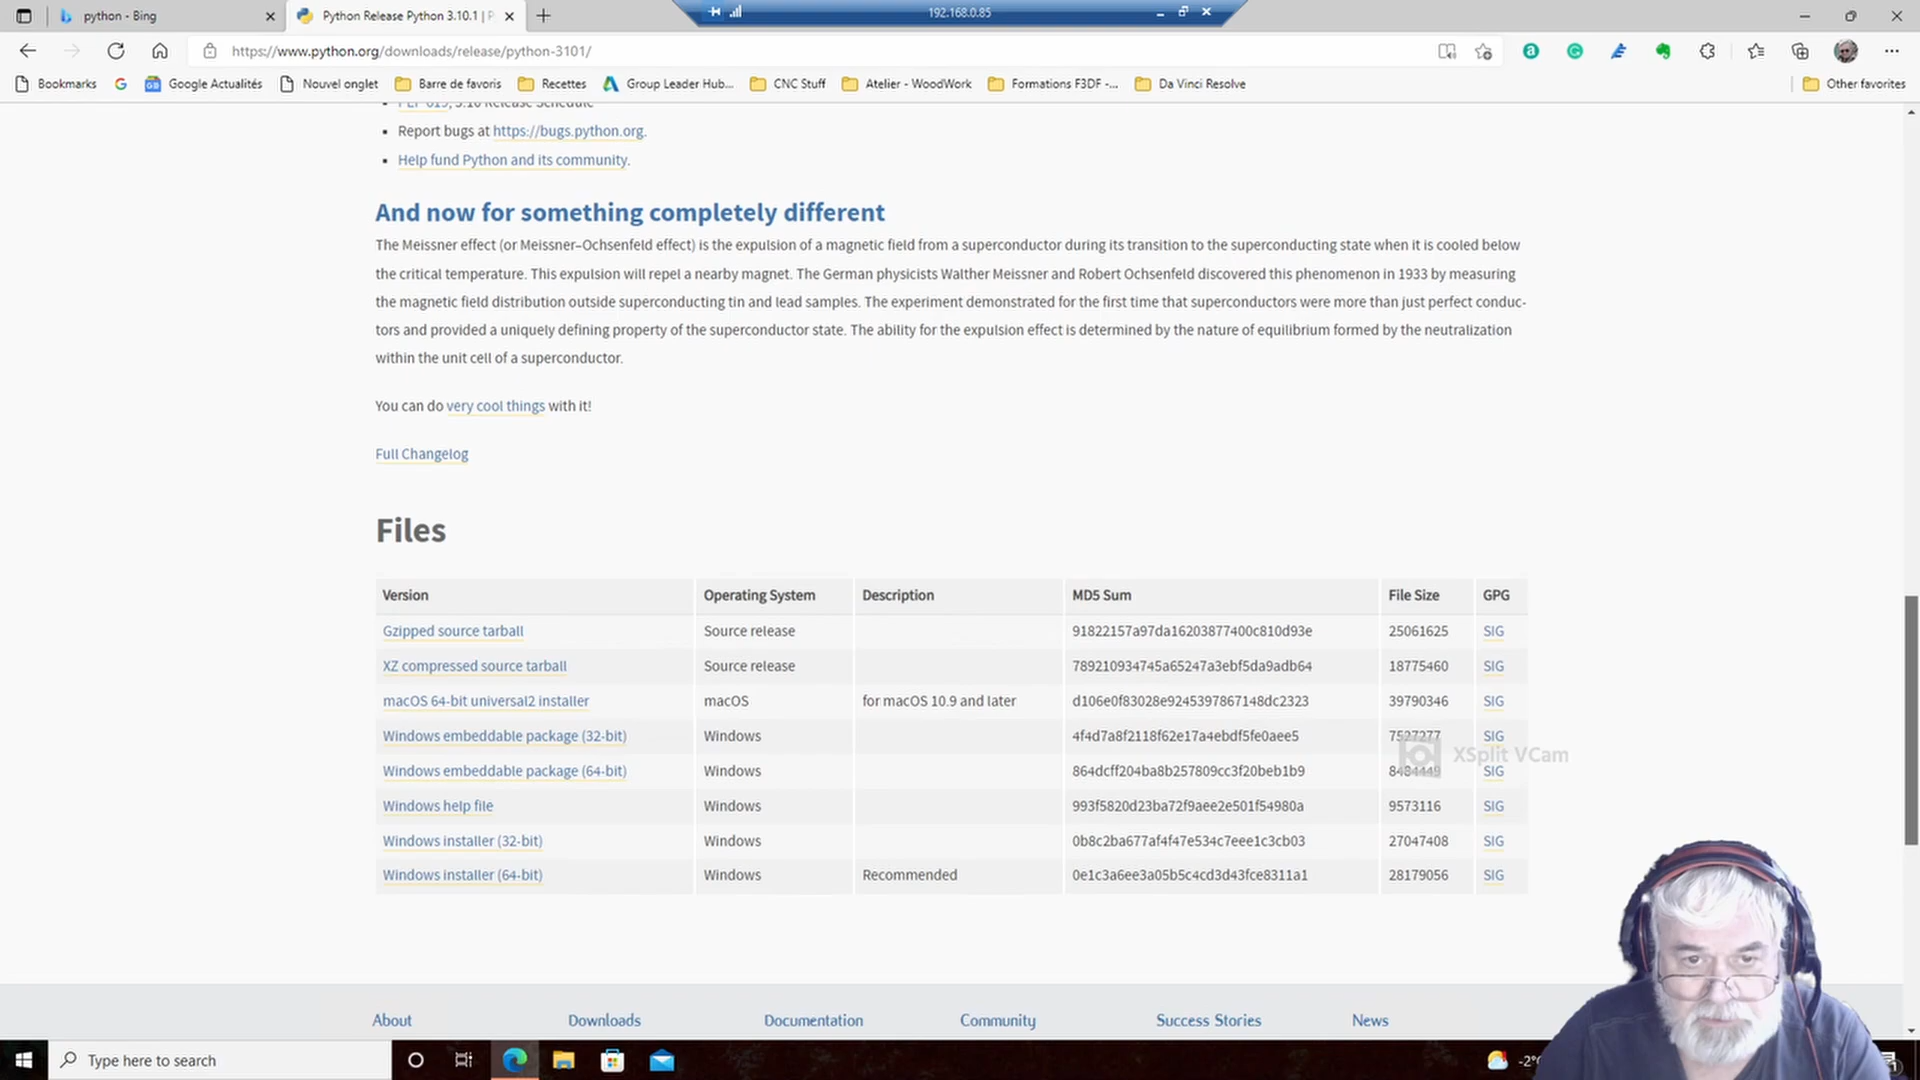 python - Bing
Python Release Python 3.10.1 | P
192.168.0.85
https://www.python.org/downloads/release/python-3101/
Bookmarks
Google Actualités
Nouvel onglet
Barre de favoris
Recettes
Group Leader Hub...
CNC Stuff
Atelier - WoodWork
Formations F3DF -...
Da Vinci Resolve
Other favorites
Report bugs at https://bugs.python.org.
Help fund Python and its community.
And now for something completely different
The Meissner effect (or Meissner–Ochsenfeld effect) is the expulsion of a magnetic field from a superconductor during its transition to the superconducting state when it is cooled below
the critical temperature. This expulsion will repel a nearby magnet. The German physicists Walther Meissner and Robert Ochsenfeld discovered this phenomenon in 1933 by measuring
the magnetic field distribution outside superconducting tin and lead samples. The experiment demonstrated for the first time that superconductors were more than just perfect conduc-
tors and provided a uniquely defining property of the superconductor state. The ability for the expulsion effect is determined by the nature of equilibrium formed by the neutralization
within the unit cell of a superconductor.
You can do very cool things with it!
Full Changelog
Files
Version Operating System Description MD5 Sum File Size GPG
Gzipped source tarball Source release 91822157a97da16203877400c810d93e 25061625 SIG
XZ compressed source tarball Source release 789210934745a65247a3ebf5da9adb64 18775460 SIG
macOS 64-bit universal2 installer macOS for macOS 10.9 and later d106e0f83028e9245397867148dc2323 39790346 SIG
Windows embeddable package (32-bit) Windows 4f4d7a8f2118f62e17a4ebdf5fe0aee5 7527277 SIG
XSplit VCam
Windows embeddable package (64-bit) Windows 864dcff204ba8b257809cc3f20beb1b9 8484449 SIG
Windows help file Windows 993f5820d23ba72f9aee2e501f54980a 9573116 SIG
Windows installer (32-bit) Windows 0b8c2ba677af4f47e534c7eee1c3cb03 27047408 SIG
Windows installer (64-bit) Windows Recommended 0e1c3a6ee3a05b5c4cd3d43fce8311a1 28179056 SIG
About
Downloads
Documentation
Community
Success Stories
News
Type here to search